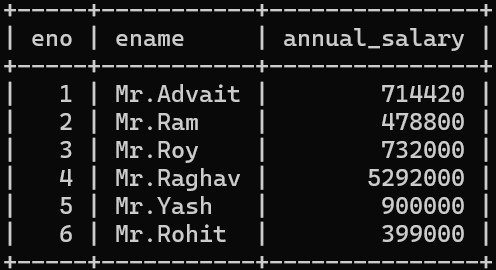 +-----+-----------+---------------+
| eno | ename     | annual_salary |
+-----+-----------+---------------+
|   1 | Mr.Advait |        714420 |
|   2 | Mr.Ram    |        478800 |
|   3 | Mr.Roy    |        732000 |
|   4 | Mr.Raghav |       5292000 |
|   5 | Mr.Yash   |        900000 |
|   6 | Mr.Rohit  |        399000 |
+-----+-----------+---------------+